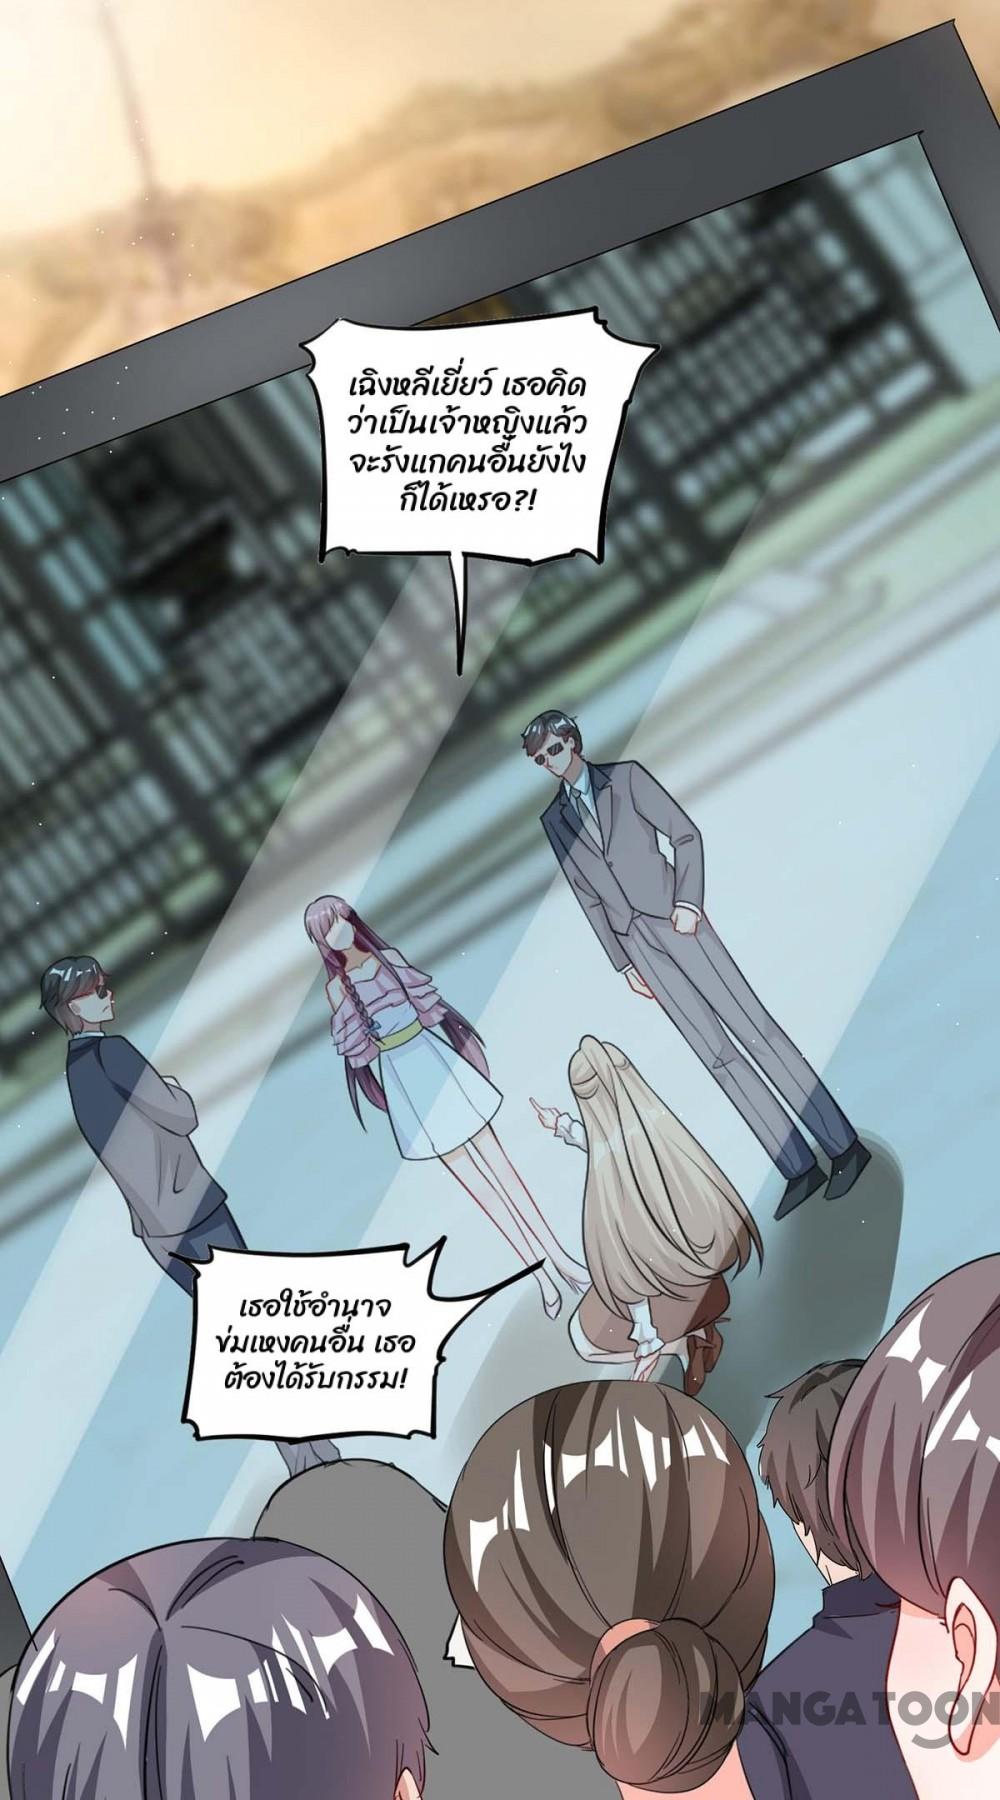 เฉิงหลีเยี่ยว์ เธอคิด
ว่าเป็นเจ้าหญิงแล้ว
จะรังแกคนอื่นยังไง
ก็ได้เหรอ?!
เธอใช้อำนาจ
ข่มเหงคนอื่น เธอ
ต้องได้รับกรรม!
MANGATOON